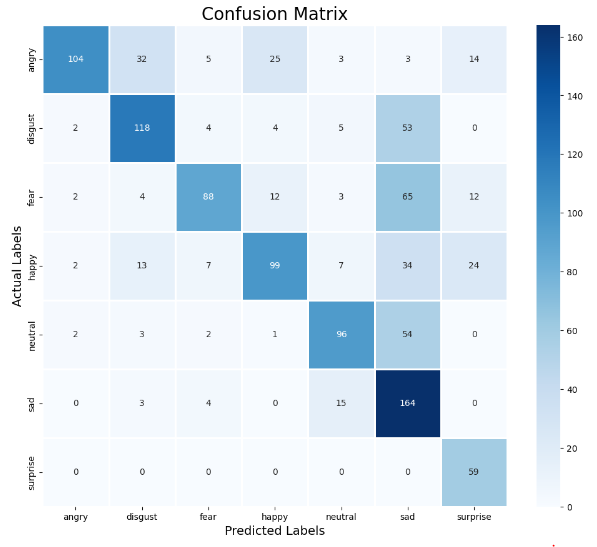 Confusion Matrix
Actual Labels
angry 104 32 5 25 3 3 14
disgust 2 118 4 4 5 53 0
fear 2 4 88 12 3 65 12
happy 2 13 7 99 7 34 24
neutral 2 3 2 1 96 54 0
sad 0 3 4 0 15 164 0
surprise 0 0 0 0 0 0 59
angry disgust fear happy neutral sad surprise
Predicted Labels
160
140
120
100
80
60
40
20
0